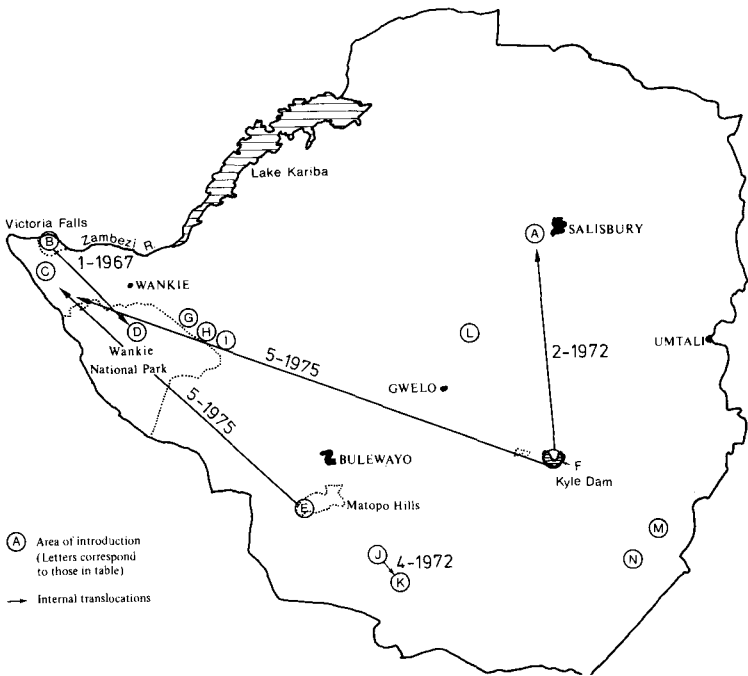 Lake Kariba
Victoria Falls
Zambezi R.
B
1-1967
C
WANKIE
A
SALISBURY
G
H
I
D
L
UMTALI
Wankie
National Park
5-1975
2-1972
GWELO
5-1975
BULEWAYO
F
Kyle Dam
E
Matopo Hills
M
N
J
4-1972
K
A Area of introduction
(Letters correspond
to those in table)
Internal translocations